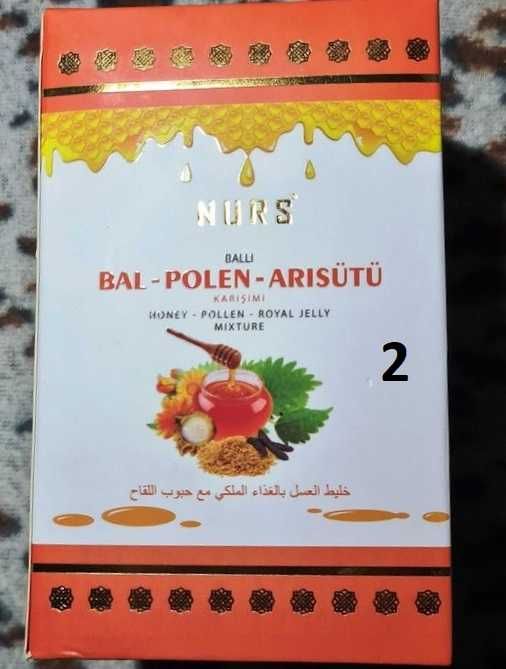 NURS
BALLI
BAL - POLEN - ARISÜTÜ
KARIŞIMI
HONEY - POLLEN - ROYAL JELLY
MIXTURE
2
خليط العسل بالغذاء الملكي مع حبوب اللقاح